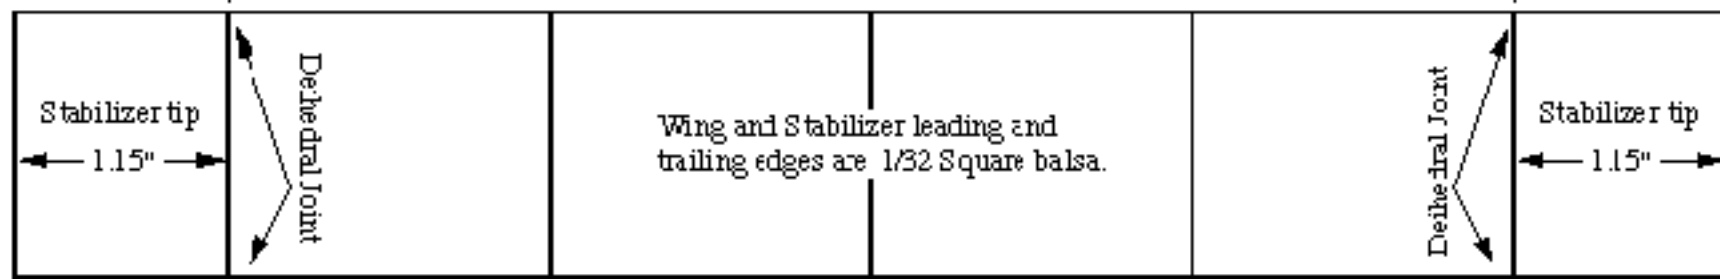 Stabilizer tip
1.15"
Deihedral Joint
Wing and Stabilizer leading and
trailing edges are 1/32 Square balsa.
Deihedral Joint
Stabilizer tip
1.15"